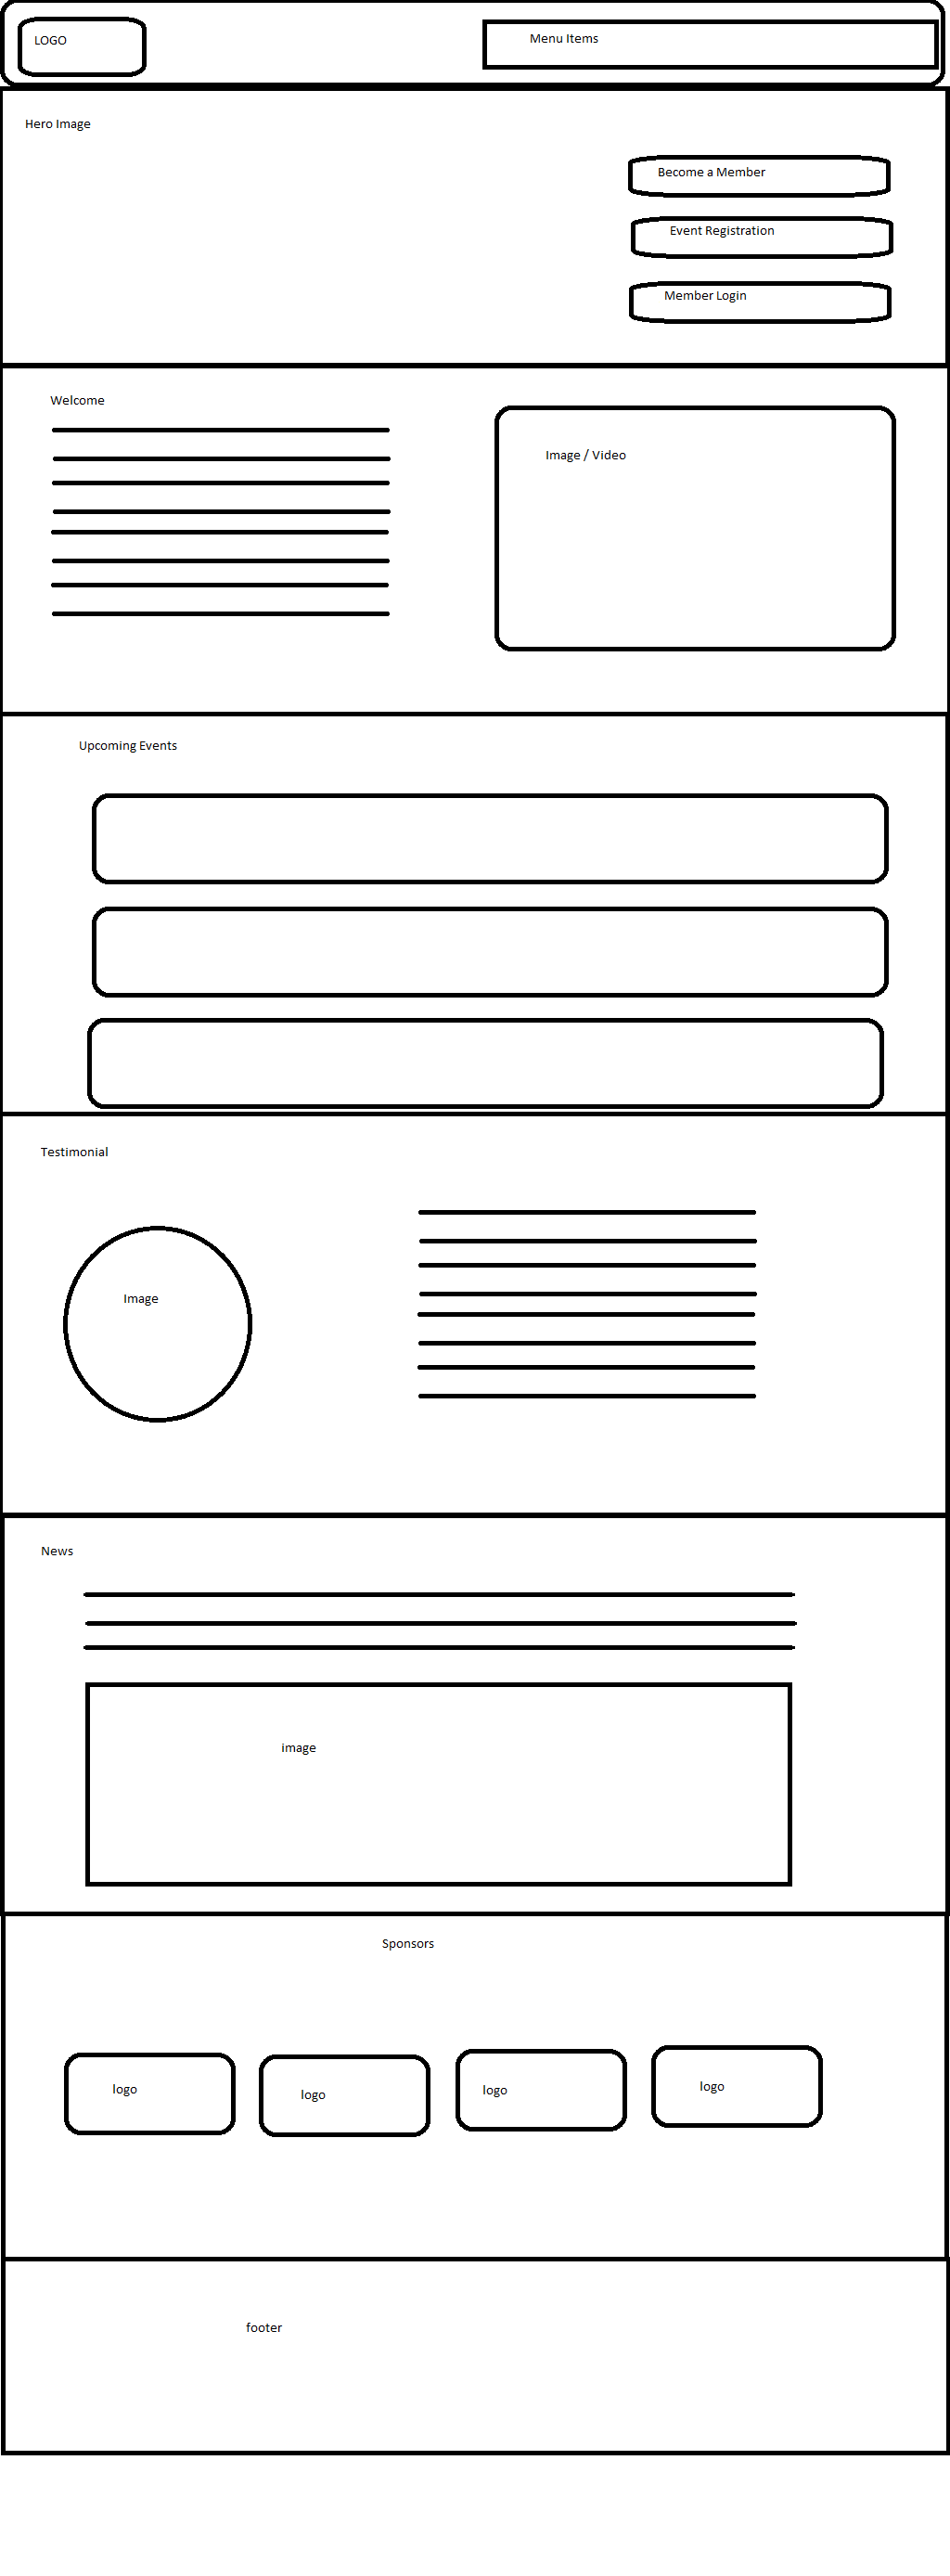 LOGO
Menu Items
Hero Image
Become a Member
Event Registration
Member Login
Welcome
Image / Video
Upcoming Events
Testimonial
Image
News
image
Sponsors
logo
logo
logo
logo
footer